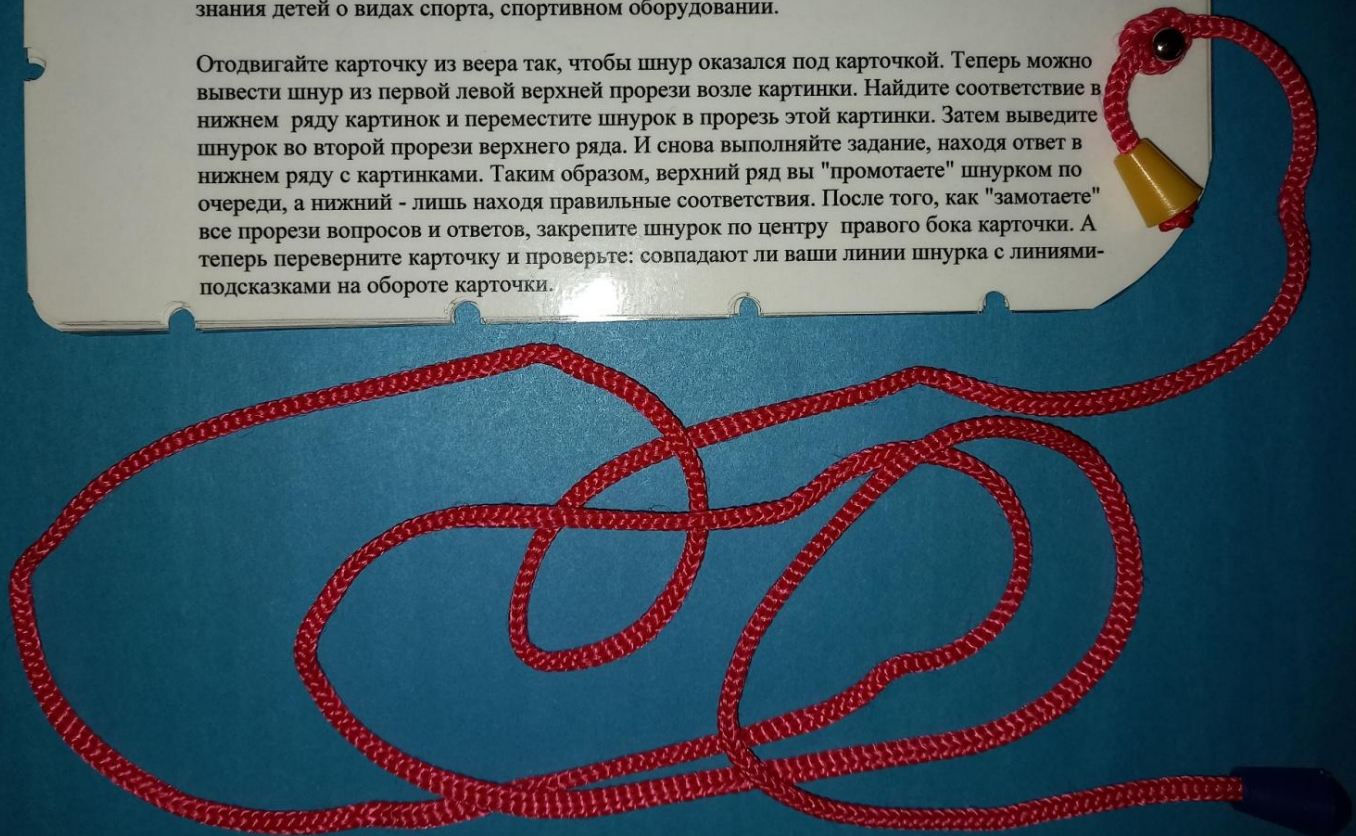 знания детей о видах спорта, спортивном оборудовании.
Отодвигайте карточку из веера так, чтобы шнур оказался под карточкой. Теперь можно
вывести шнур из первой левой верхней прорези возле картинки. Найдите соответствие в
нижнем ряду картинок и переместите шнурок в прорезь этой картинки. Затем выведите
шнурок во второй прорези верхнего ряда. И снова выполняйте задание, находя ответ в
нижнем ряду с картинками. Таким образом, верхний ряд вы "промотаете" шнурком по
очереди, а нижний - лишь находя правильные соответствия. После того, как "замотаете"
все прорези вопросов и ответов, закрепите шнурок по центру правого бока карточки. А
теперь переверните карточку и проверьте: совпадают ли ваши линии шнурка с линиями-
подсказками на обороте карточки.